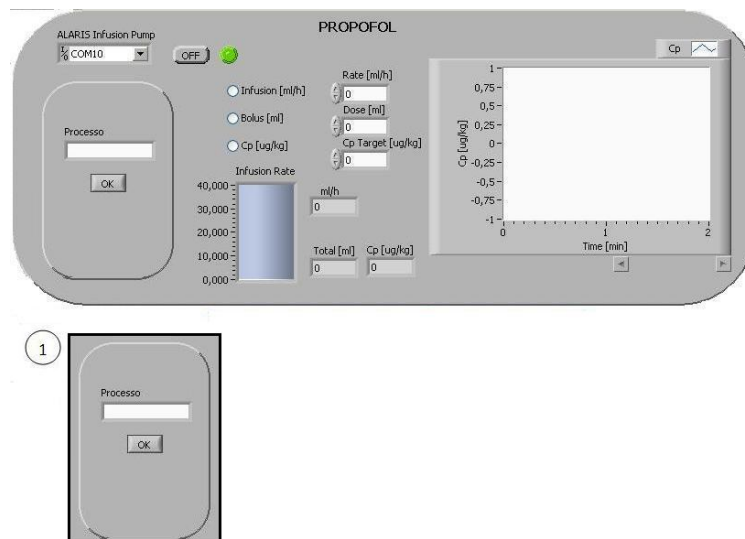 PROPOFOL
ALARIS Infusion Pump
COM10
OFF
Cp
Processo
OK
Infusion [ml/h]
Bolus [ml]
Cp [ug/kg]
Rate [ml/h]
0
Dose [ml]
0
Cp Target [ug/kg]
0
Infusion Rate
40,000
30,000
20,000
10,000
0,000
ml/h
0
Total [ml] Cp [ug/kg]
0 0
Cp [ug/kg]
1
0,75
0,5
0,25
0
-0,25
-0,5
-0,75
-1
0 1 2
Time [min]
1
Processo
OK